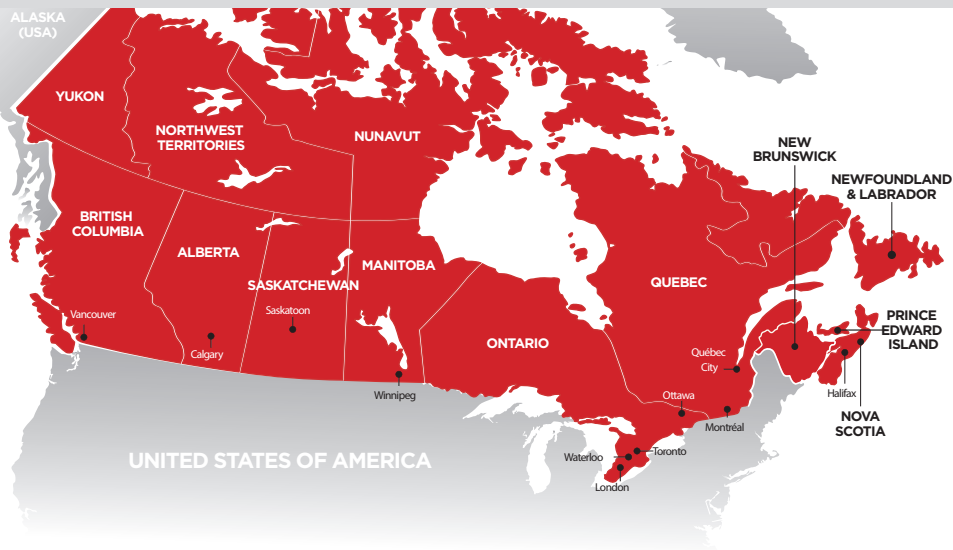 ALASKA
(USA)
YUKON
NORTHWEST
TERRITORIES
NUNAVUT
NEW
BRUNSWICK
NEWFOUNDLAND
& LABRADOR
BRITISH
COLUMBIA
ALBERTA
SASKATCHEWAN
MANITOBA
QUEBEC
ONTARIO
PRINCE
EDWARD
ISLAND
Vancouver
Calgary
Saskatoon
Winnipeg
Québec
City
Ottawa
Montréal
Halifax
NOVA
SCOTIA
Waterloo
Toronto
London
UNITED STATES OF AMERICA